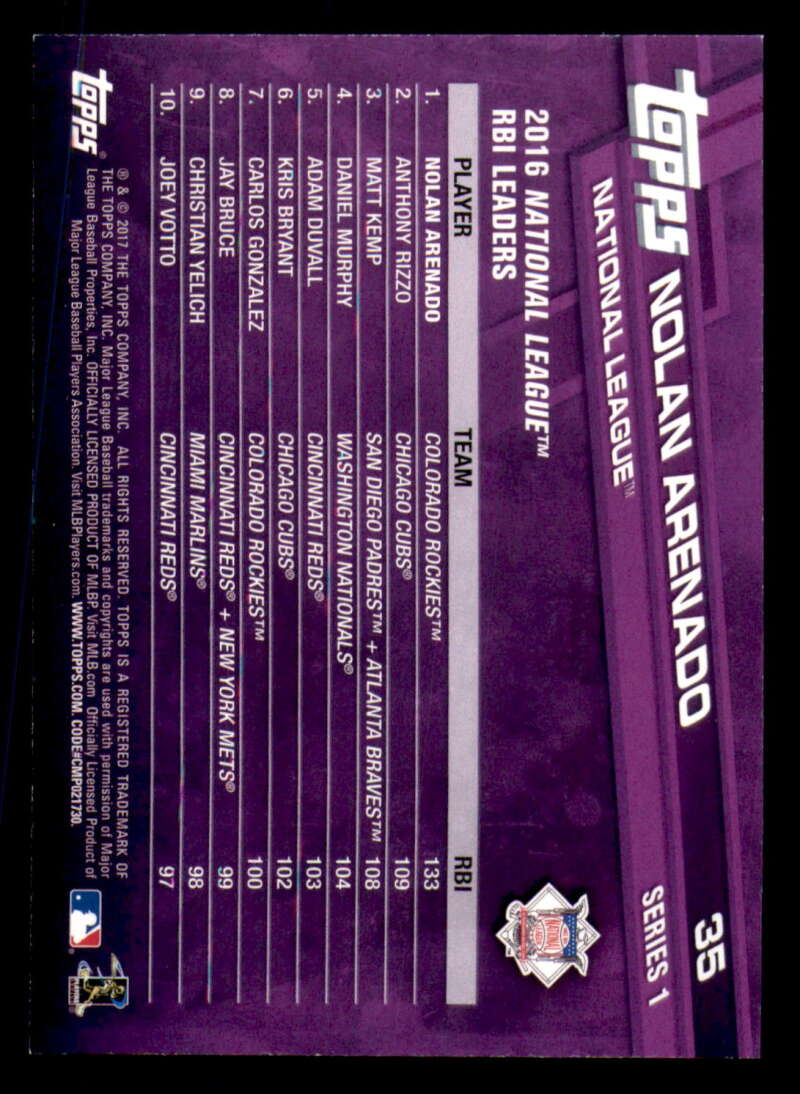 topps NOLAN ARENADO 35
NATIONAL LEAGUE™ SERIES 1
2016 NATIONAL LEAGUE™
RBI LEADERS
PLAYER TEAM RBI
1. NOLAN ARENADO COLORADO ROCKIES™ 133
2. ANTHONY RIZZO CHICAGO CUBS® 109
3. MATT KEMP SAN DIEGO PADRES™ + ATLANTA BRAVES™ 108
4. DANIEL MURPHY WASHINGTON NATIONALS® 104
5. ADAM DUVALL CINCINNATI REDS® 103
6. KRIS BRYANT CHICAGO CUBS® 102
7. CARLOS GONZALEZ COLORADO ROCKIES™ 100
8. JAY BRUCE CINCINNATI REDS® + NEW YORK METS® 99
9. CHRISTIAN YELICH MIAMI MARLINS® 98
10. JOEY VOTTO CINCINNATI REDS® 97
topps®
® & © 2017 THE TOPPS COMPANY, INC. ALL RIGHTS RESERVED. TOPPS IS A REGISTERED TRADEMARK OF
THE TOPPS COMPANY, INC. Major League Baseball trademarks and copyrights are used with permission of Major
League Baseball Properties, Inc. OFFICIALLY LICENSED PRODUCT OF MLBP. Visit MLB.com Officially Licensed Product of
Major League Baseball Players Association. Visit MLBPlayers.com. WWW.TOPPS.COM. CODE#CMP021730.